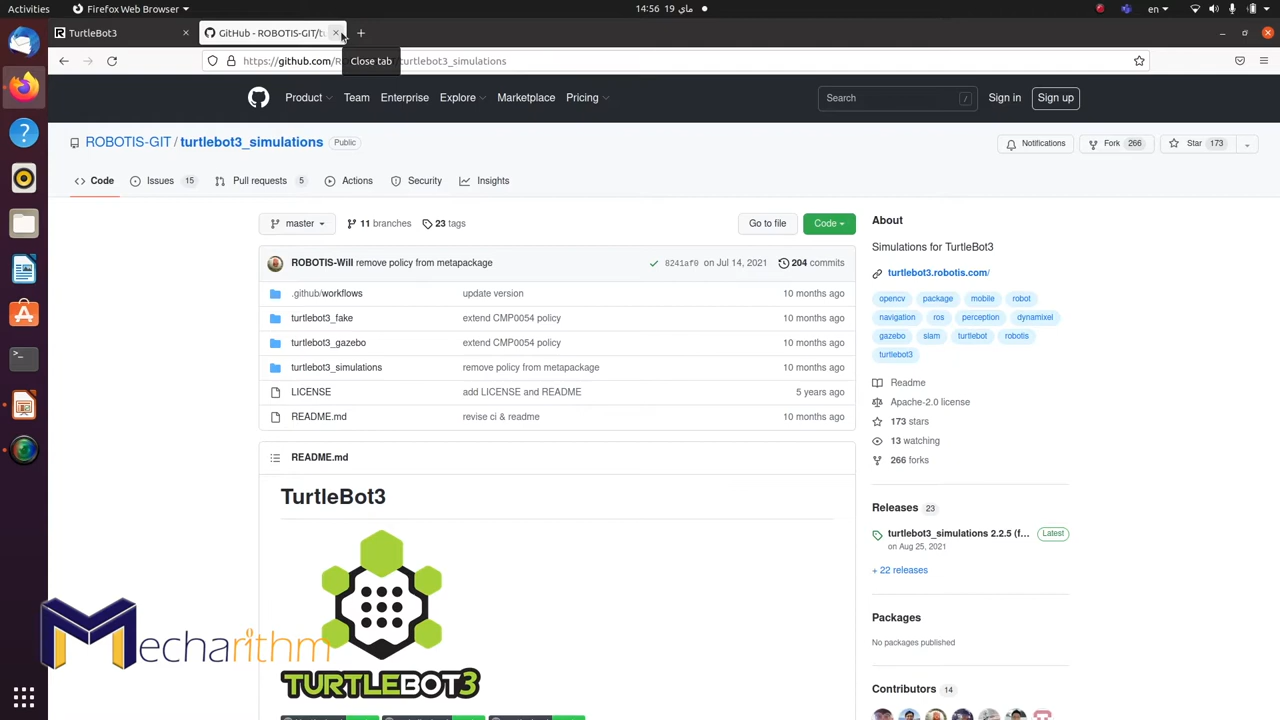 Activities
Firefox Web Browser
14:56 19 ماي
en
TurtleBot3
GitHub - ROBOTIS-GIT/tu
Close tab
https://github.com/R
turtlebot3_simulations
Product
Team
Enterprise
Explore
Marketplace
Pricing
Search
/
Sign in
Sign up
ROBOTIS-GIT / turtlebot3_simulations
Public
Notifications
Fork 266
Star 173
Code
Issues 15
Pull requests 5
Actions
Security
Insights
master
11 branches
23 tags
Go to file
Code
ROBOTIS-Will remove policy from metapackage
8241af0 on Jul 14, 2021
204 commits
.github/workflows
update version
10 months ago
turtlebot3_fake
extend CMP0054 policy
10 months ago
turtlebot3_gazebo
extend CMP0054 policy
10 months ago
turtlebot3_simulations
remove policy from metapackage
10 months ago
LICENSE
add LICENSE and README
5 years ago
README.md
revise ci & readme
10 months ago
README.md
TurtleBot3
TURTLEBOT3
About
Simulations for TurtleBot3
turtlebot3.robotis.com/
opencv package mobile robot
navigation ros perception dynamixel
gazebo slam turtlebot robotis
turtlebot3
Readme
Apache-2.0 license
173 stars
13 watching
266 forks
Releases 23
turtlebot3_simulations 2.2.5 (f...
Latest
on Aug 25, 2021
+ 22 releases
Packages
No packages published
Contributors 14
Mecharithm